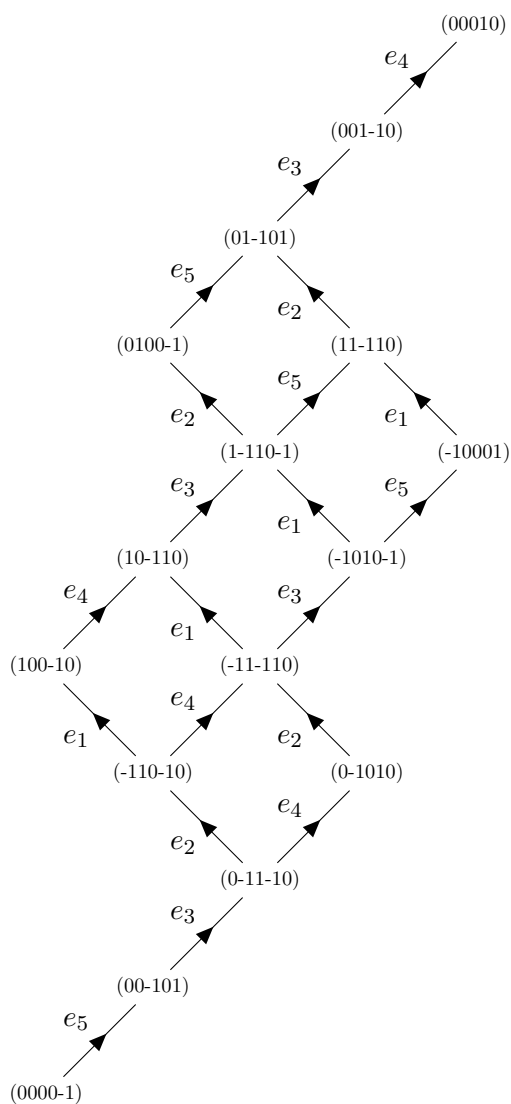 (00010)
e₄
(001-10)
e₃
(01-101)
e₅
e₂
(0100-1)
(11-110)
e₂
e₅
e₁
(1-110-1)
(-10001)
e₃
e₁
e₅
(10-110)
(-1010-1)
e₄
e₁
e₃
(100-10)
(-11-110)
e₁
e₄
e₂
(-110-10)
(0-1010)
e₂
e₄
(0-11-10)
e₃
(00-101)
e₅
(0000-1)